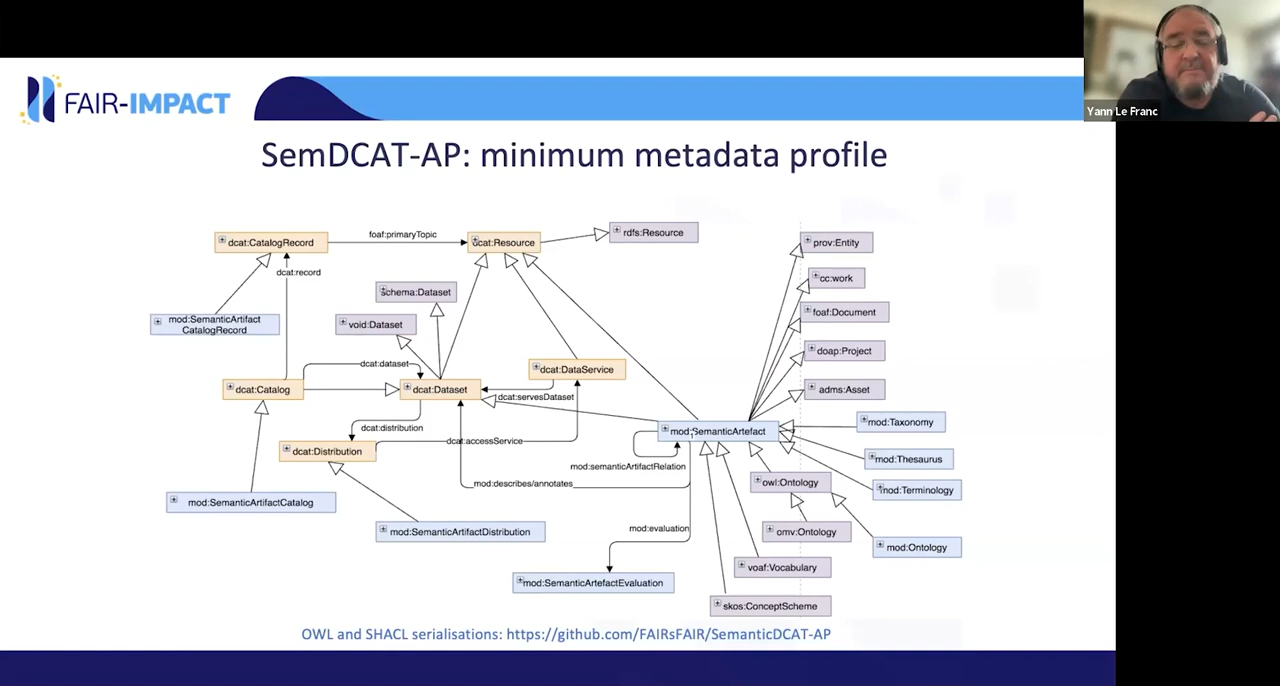 Yann Le Franc
FAIR-IMPACT
SemDCAT-AP: minimum metadata profile
dcat:CatalogRecord
foaf:primaryTopic
dcat:Resource
rdfs:Resource
prov:Entity
dcat:record
cc:work
schema:Dataset
foaf:Document
mod:SemanticArtifact
CatalogRecord
void:Dataset
doap:Project
dcat:dataset
dcat:DataService
dcat:Catalog
dcat:Dataset
adms:Asset
dcat:servesDataset
mod:Taxonomy
dcat:distribution
mod:SemanticArtefact
dcat:accessService
dcat:Distribution
mod:Thesaurus
mod:semanticArtifactRelation
mod:describes/annotates
owl:Ontology
mod:Terminology
mod:SemanticArtifactCatalog
mod:SemanticArtifactDistribution
mod:evaluation
omv:Ontology
mod:Ontology
voaf:Vocabulary
mod:SemanticArtefactEvaluation
skos:ConceptScheme
OWL and SHACL serialisations: https://github.com/FAIRsFAIR/SemanticDCAT-AP